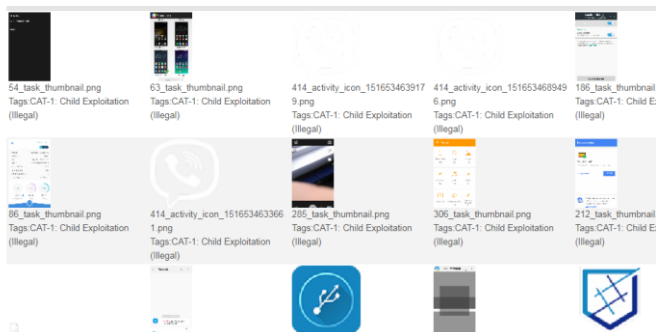 54_task_thumbnail.png
Tags:CAT-1: Child Exploitation
(Illegal)
63_task_thumbnail.png
Tags:CAT-1: Child Exploitation
(Illegal)
414_activity_icon_151653463917
9.png
Tags:CAT-1: Child Exploitation
(Illegal)
414_activity_icon_151653468949
6.png
Tags:CAT-1: Child Exploitation
(Illegal)
186_task_thumbnail
Tags:CAT-1: Child Ex
(Illegal)
86_task_thumbnail.png
Tags:CAT-1: Child Exploitation
(Illegal)
414_activity_icon_151653463366
1.png
Tags:CAT-1: Child Exploitation
(Illegal)
285_task_thumbnail.png
Tags:CAT-1: Child Exploitation
(Illegal)
306_task_thumbnail.png
Tags:CAT-1: Child Exploitation
(Illegal)
212_task_thumbnail
Tags:CAT-1: Child Ex
(Illegal)